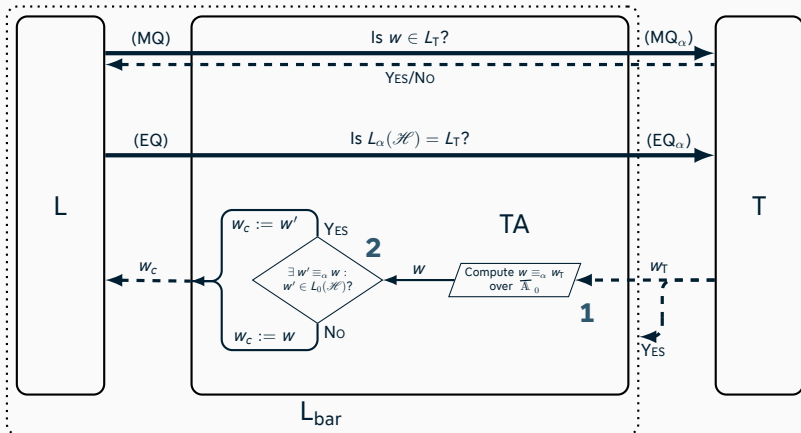 (MQ)
Is w ∈ L_T?
(MQ_α)
YES/NO
(EQ)
Is L_α(ℋ) = L_T?
(EQ_α)
L
TA
T
w_c := w′
YES
2
w_c
∃ w′ ≡_α w :
w′ ∈ L_0(ℋ)?
w
Compute w ≡_α w_T
over 𝔸̅_0
w_T
1
w_c := w
NO
YES
L_bar